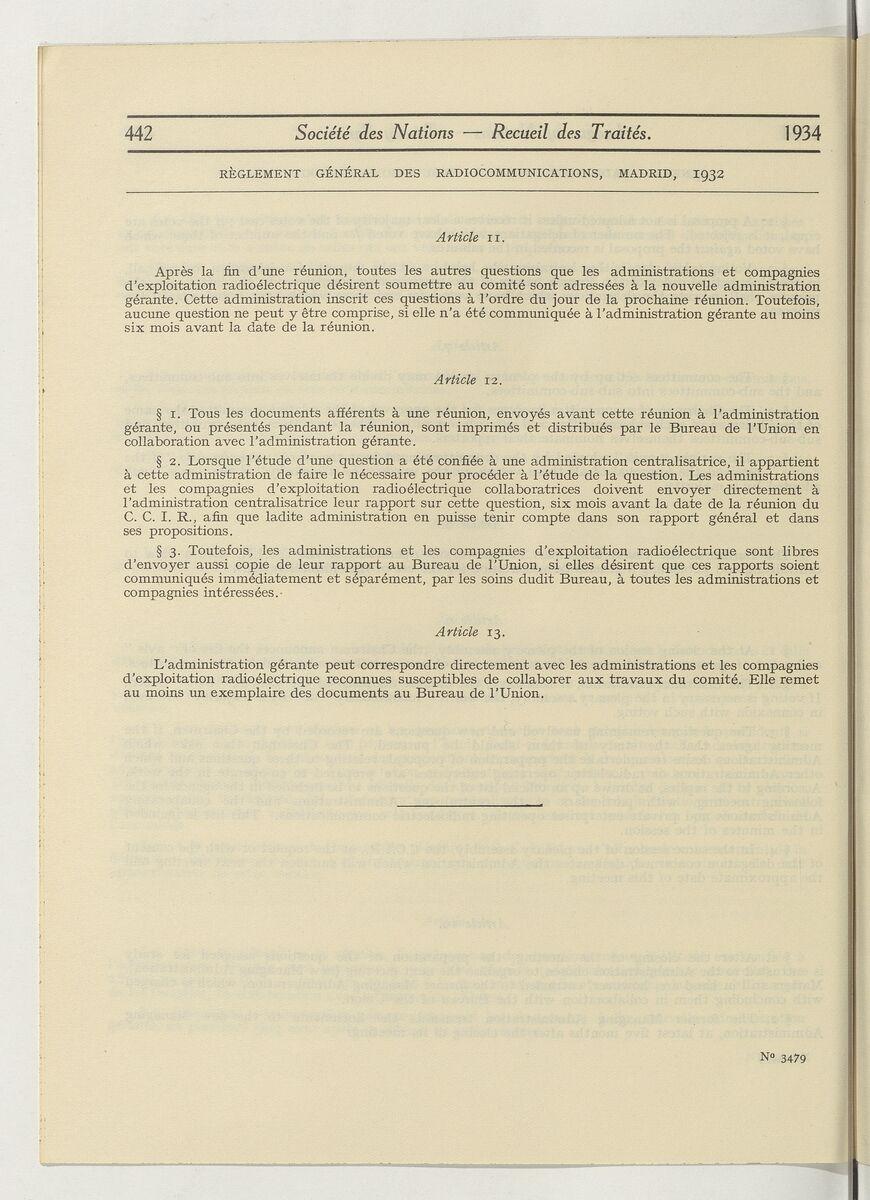 442 Société des Nations — Recueil des Traités. 1934
RÈGLEMENT GÉNÉRAL DES RADIOCOMMUNICATIONS, MADRID, 1932
Article 11.
Après la fin d'une réunion, toutes les autres questions que les administrations et compagnies
d'exploitation radioélectrique désirent soumettre au comité sont adressées à la nouvelle administration
gérante. Cette administration inscrit ces questions à l'ordre du jour de la prochaine réunion. Toutefois,
aucune question ne peut y être comprise, si elle n'a été communiquée à l'administration gérante au moins
six mois avant la date de la réunion.
Article 12.
§ 1. Tous les documents afférents à une réunion, envoyés avant cette réunion à l'administration
gérante, ou présentés pendant la réunion, sont imprimés et distribués par le Bureau de l'Union en
collaboration avec l'administration gérante.
§ 2. Lorsque l'étude d'une question a été confiée à une administration centralisatrice, il appartient
à cette administration de faire le nécessaire pour procéder à l'étude de la question. Les administrations
et les compagnies d'exploitation radioélectrique collaboratrices doivent envoyer directement à
l'administration centralisatrice leur rapport sur cette question, six mois avant la date de la réunion du
C. C. I. R., afin que ladite administration en puisse tenir compte dans son rapport général et dans
ses propositions.
§ 3. Toutefois, les administrations et les compagnies d'exploitation radioélectrique sont libres
d'envoyer aussi copie de leur rapport au Bureau de l'Union, si elles désirent que ces rapports soient
communiqués immédiatement et séparément, par les soins dudit Bureau, à toutes les administrations et
compagnies intéressées.
Article 13.
L'administration gérante peut correspondre directement avec les administrations et les compagnies
d'exploitation radioélectrique reconnues susceptibles de collaborer aux travaux du comité. Elle remet
au moins un exemplaire des documents au Bureau de l'Union.
Nº 3479